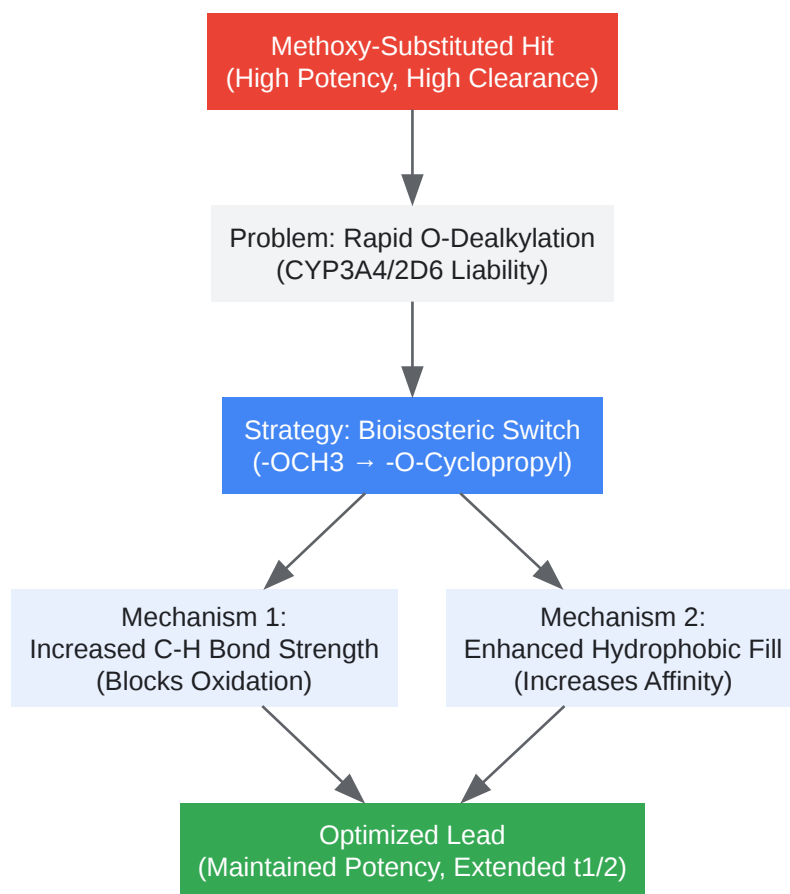 Methoxy-Substituted Hit
(High Potency, High Clearance)
Problem: Rapid O-Dealkylation
(CYP3A4/2D6 Liability)
Strategy: Bioisosteric Switch
(-OCH3 → -O-Cyclopropyl)
Mechanism 1:
Increased C-H Bond Strength
(Blocks Oxidation)
Mechanism 2:
Enhanced Hydrophobic Fill
(Increases Affinity)
Optimized Lead
(Maintained Potency, Extended t1/2)